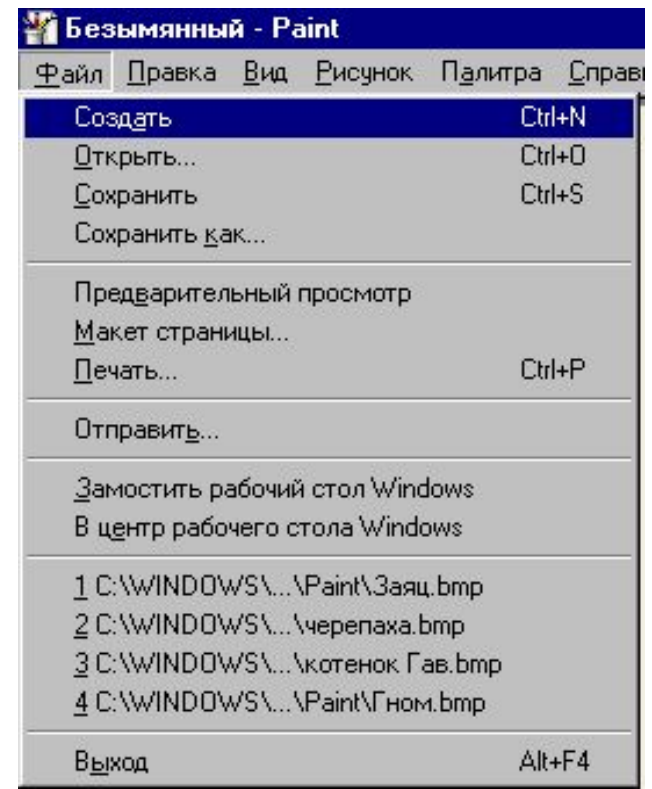 Безымянный - Paint
Файл Правка Вид Рисунок Палитра
Создать Ctrl+N
Открыть... Ctrl+O
Сохранить Ctrl+S
Сохранить как...
Предварительный просмотр
Макет страницы...
Печать... Ctrl+P
Отправить...
Замостить рабочий стол Windows
В центр рабочего стола Windows
1 C:\WINDOWS\...\Paint\Заяц.bmp
2 C:\WINDOWS\...\черепаха.bmp
3 C:\WINDOWS\...\котенок Гав.bmp
4 C:\WINDOWS\...\Paint\Гном.bmp
Выход Alt+F4